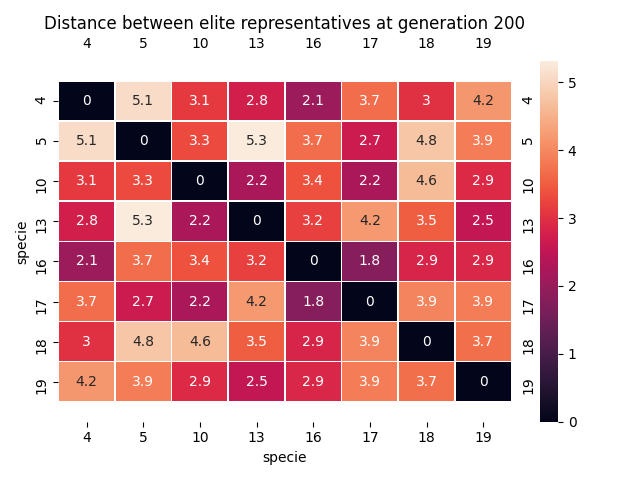 Distance between elite representatives at generation 200
4 5 10 13 16 17 18 19
4 0 5.1 3.1 2.8 2.1 3.7 3 4.2 4
5 5.1 0 3.3 5.3 3.7 2.7 4.8 3.9 5
10 3.1 3.3 0 2.2 3.4 2.2 4.6 2.9 10
13 2.8 5.3 2.2 0 3.2 4.2 3.5 2.5 13
16 2.1 3.7 3.4 3.2 0 1.8 2.9 2.9 16
17 3.7 2.7 2.2 4.2 1.8 0 3.9 3.9 17
18 3 4.8 4.6 3.5 2.9 3.9 0 3.7 18
19 4.2 3.9 2.9 2.5 2.9 3.9 3.7 0 19
4 5 10 13 16 17 18 19
specie
specie
5
4
3
2
1
0